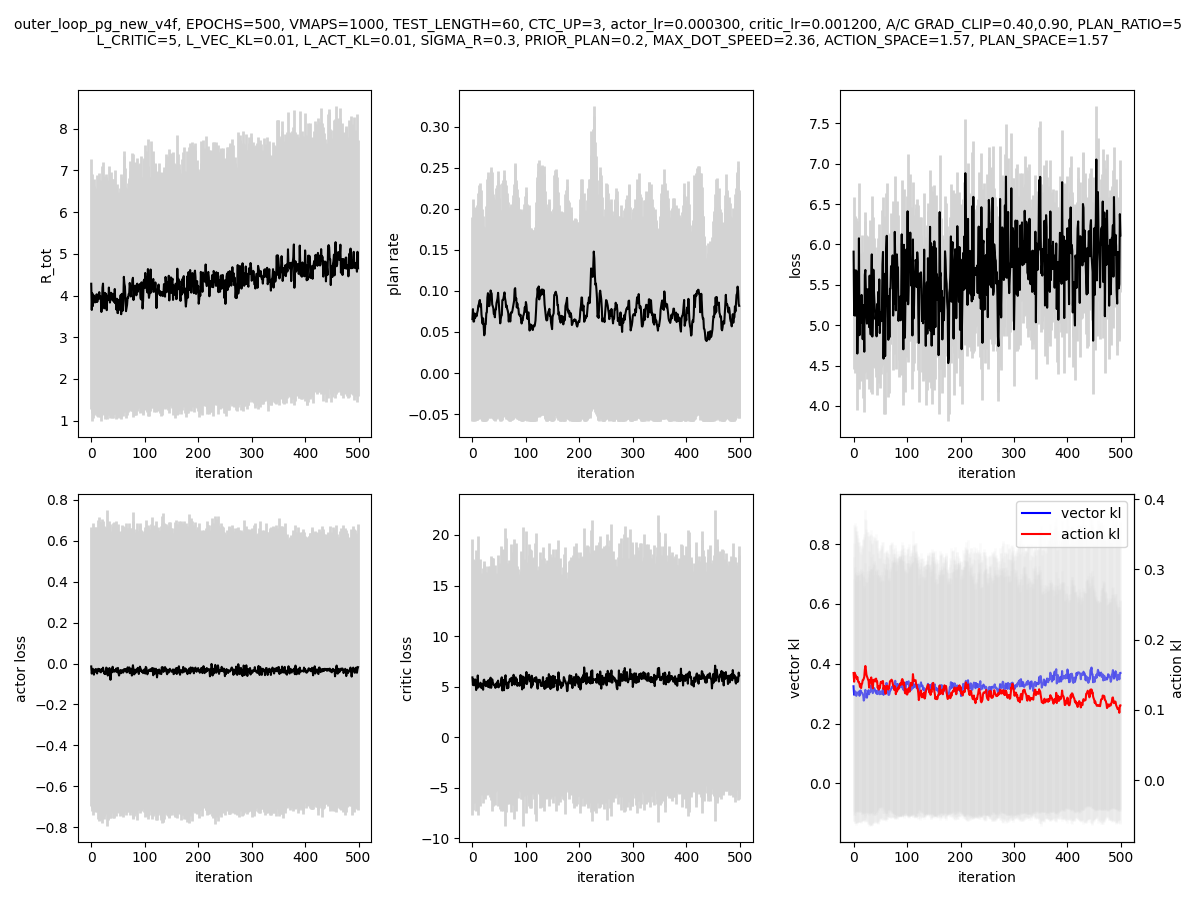 outer_loop_pg_new_v4f, EPOCHS=500, VMAPS=1000, TEST_LENGTH=60, CTC_UP=3, actor_lr=0.000300, critic_lr=0.001200, A/C GRAD_CLIP=0.40,0.90, PLAN_RATIO=5
L_CRITIC=5, L_VEC_KL=0.01, L_ACT_KL=0.01, SIGMA_R=0.3, PRIOR_PLAN=0.2, MAX_DOT_SPEED=2.36, ACTION_SPACE=1.57, PLAN_SPACE=1.57
R_tot
8
7
6
5
4
3
2
1
0 100 200 300 400 500
iteration
plan rate
0.30
0.25
0.20
0.15
0.10
0.05
0.00
−0.05
0 100 200 300 400 500
iteration
loss
7.5
7.0
6.5
6.0
5.5
5.0
4.5
4.0
0 100 200 300 400 500
iteration
actor loss
0.8
0.6
0.4
0.2
0.0
−0.2
−0.4
−0.6
−0.8
0 100 200 300 400 500
iteration
critic loss
20
15
10
5
0
−5
−10
0 100 200 300 400 500
iteration
vector kl
0.8
0.6
0.4
0.2
0.0
0 100 200 300 400 500
iteration
vector kl
action kl
0.4
0.3
0.2
0.1
0.0
action kl